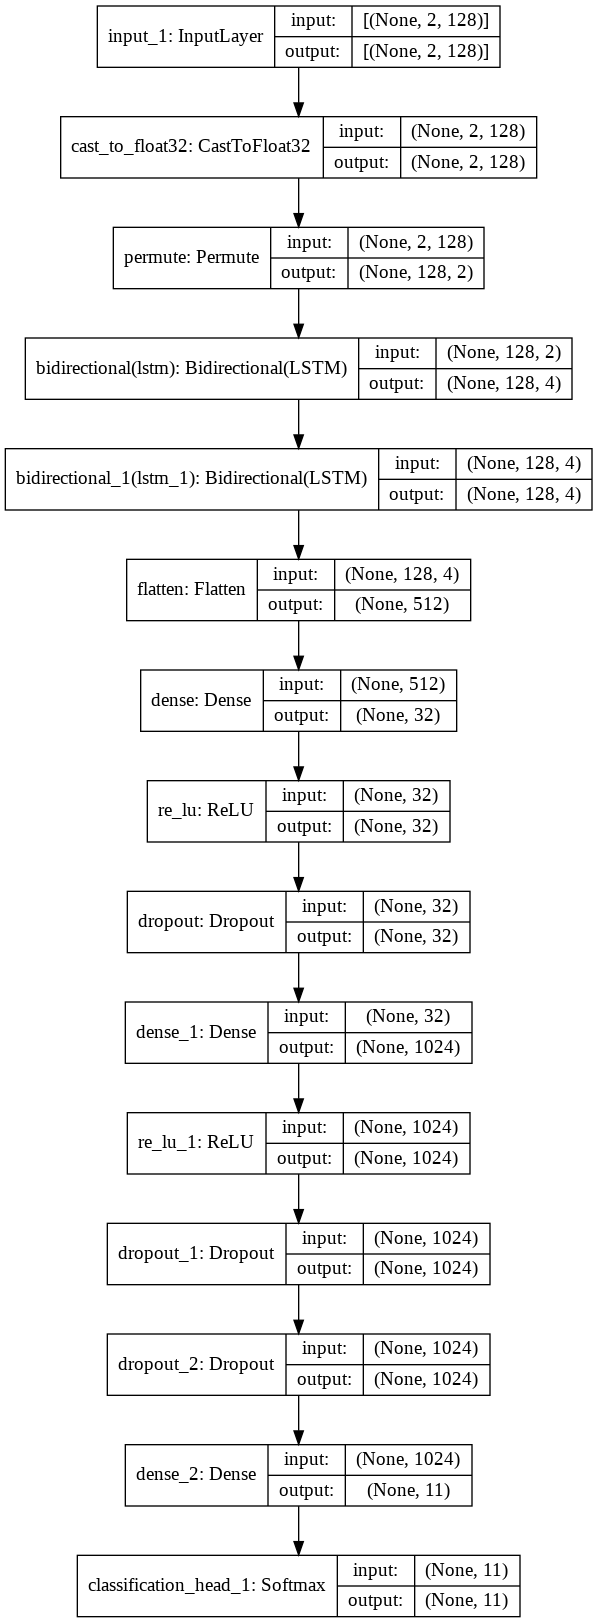 input_1: InputLayer
input: [(None, 2, 128)]
output: [(None, 2, 128)]
cast_to_float32: CastToFloat32
input: (None, 2, 128)
output: (None, 2, 128)
permute: Permute
input: (None, 2, 128)
output: (None, 128, 2)
bidirectional(lstm): Bidirectional(LSTM)
input: (None, 128, 2)
output: (None, 128, 4)
bidirectional_1(lstm_1): Bidirectional(LSTM)
input: (None, 128, 4)
output: (None, 128, 4)
flatten: Flatten
input: (None, 128, 4)
output: (None, 512)
dense: Dense
input: (None, 512)
output: (None, 32)
re_lu: ReLU
input: (None, 32)
output: (None, 32)
dropout: Dropout
input: (None, 32)
output: (None, 32)
dense_1: Dense
input: (None, 32)
output: (None, 1024)
re_lu_1: ReLU
input: (None, 1024)
output: (None, 1024)
dropout_1: Dropout
input: (None, 1024)
output: (None, 1024)
dropout_2: Dropout
input: (None, 1024)
output: (None, 1024)
dense_2: Dense
input: (None, 1024)
output: (None, 11)
classification_head_1: Softmax
input: (None, 11)
output: (None, 11)